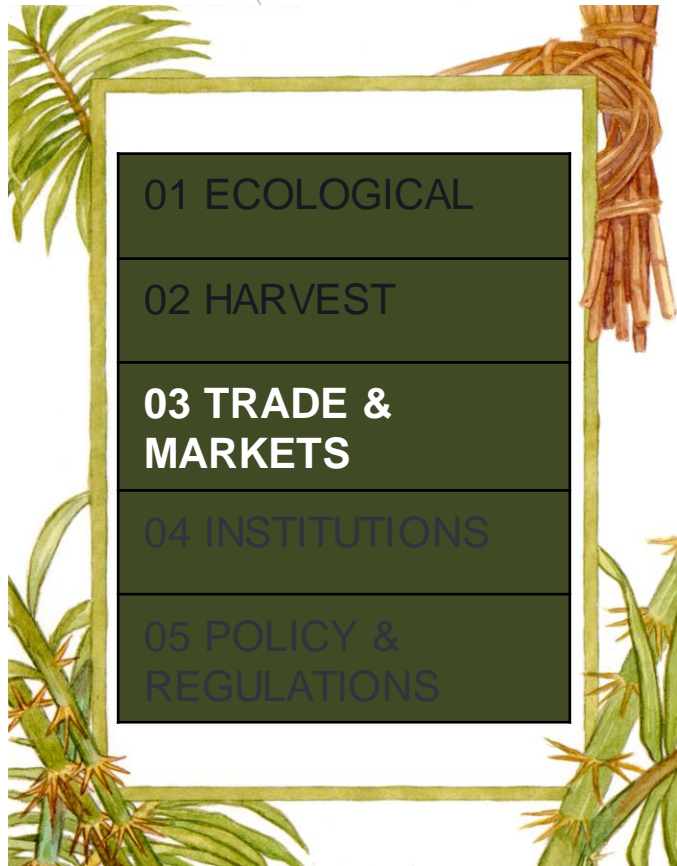 01 ECOLOGICAL
02 HARVEST
03 TRADE &
MARKETS
04 INSTITUTIONS
05 POLICY &
REGULATIONS